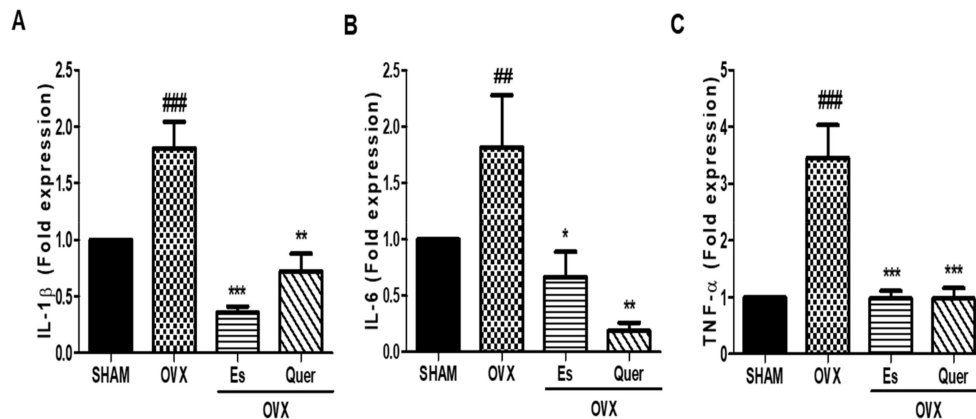 A
IL-1β (Fold expression)
2.5
2.0
1.5
1.0
0.5
0.0
###
***
**
SHAM OVX Es Quer
OVX
B
IL-6 (Fold expression)
2.5
2.0
1.5
1.0
0.5
0.0
##
*
**
SHAM OVX Es Quer
OVX
C
TNF-α (Fold expression)
5
4
3
2
1
0
###
***
***
SHAM OVX Es Quer
OVX